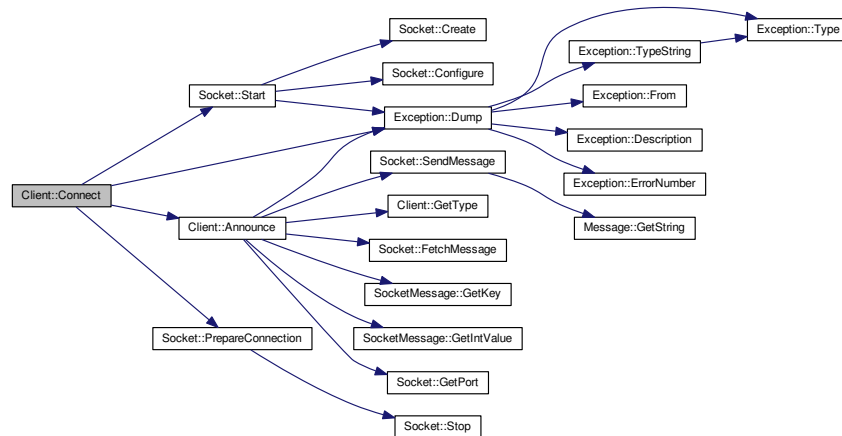 Socket::Create
Exception::Type
Exception::TypeString
Socket::Configure
Socket::Start
Exception::From
Exception::Dump
Exception::Description
Socket::SendMessage
Exception::ErrorNumber
Client::Connect
Client::GetType
Client::Announce
Message::GetString
Socket::FetchMessage
SocketMessage::GetKey
Socket::PrepareConnection
SocketMessage::GetIntValue
Socket::GetPort
Socket::Stop